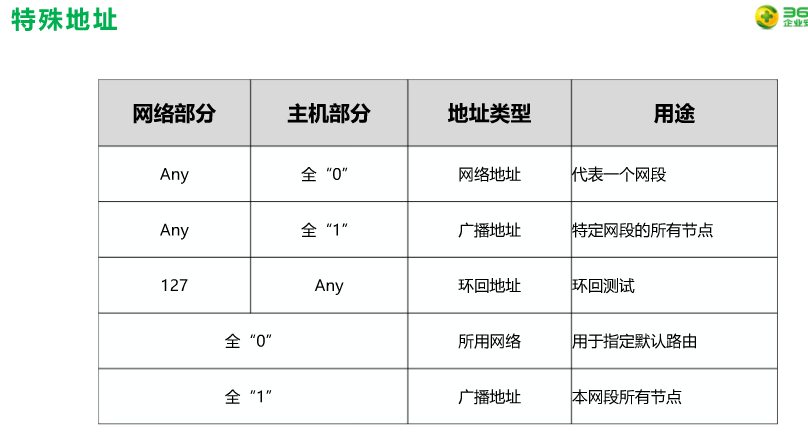 特殊地址
36
企业安
网络部分 主机部分 地址类型 用途
Any 全“0” 网络地址 代表一个网段
Any 全“1” 广播地址 特定网段的所有节点
127 Any 环回地址 环回测试
全“0” 所用网络 用于指定默认路由
全“1” 广播地址 本网段所有节点